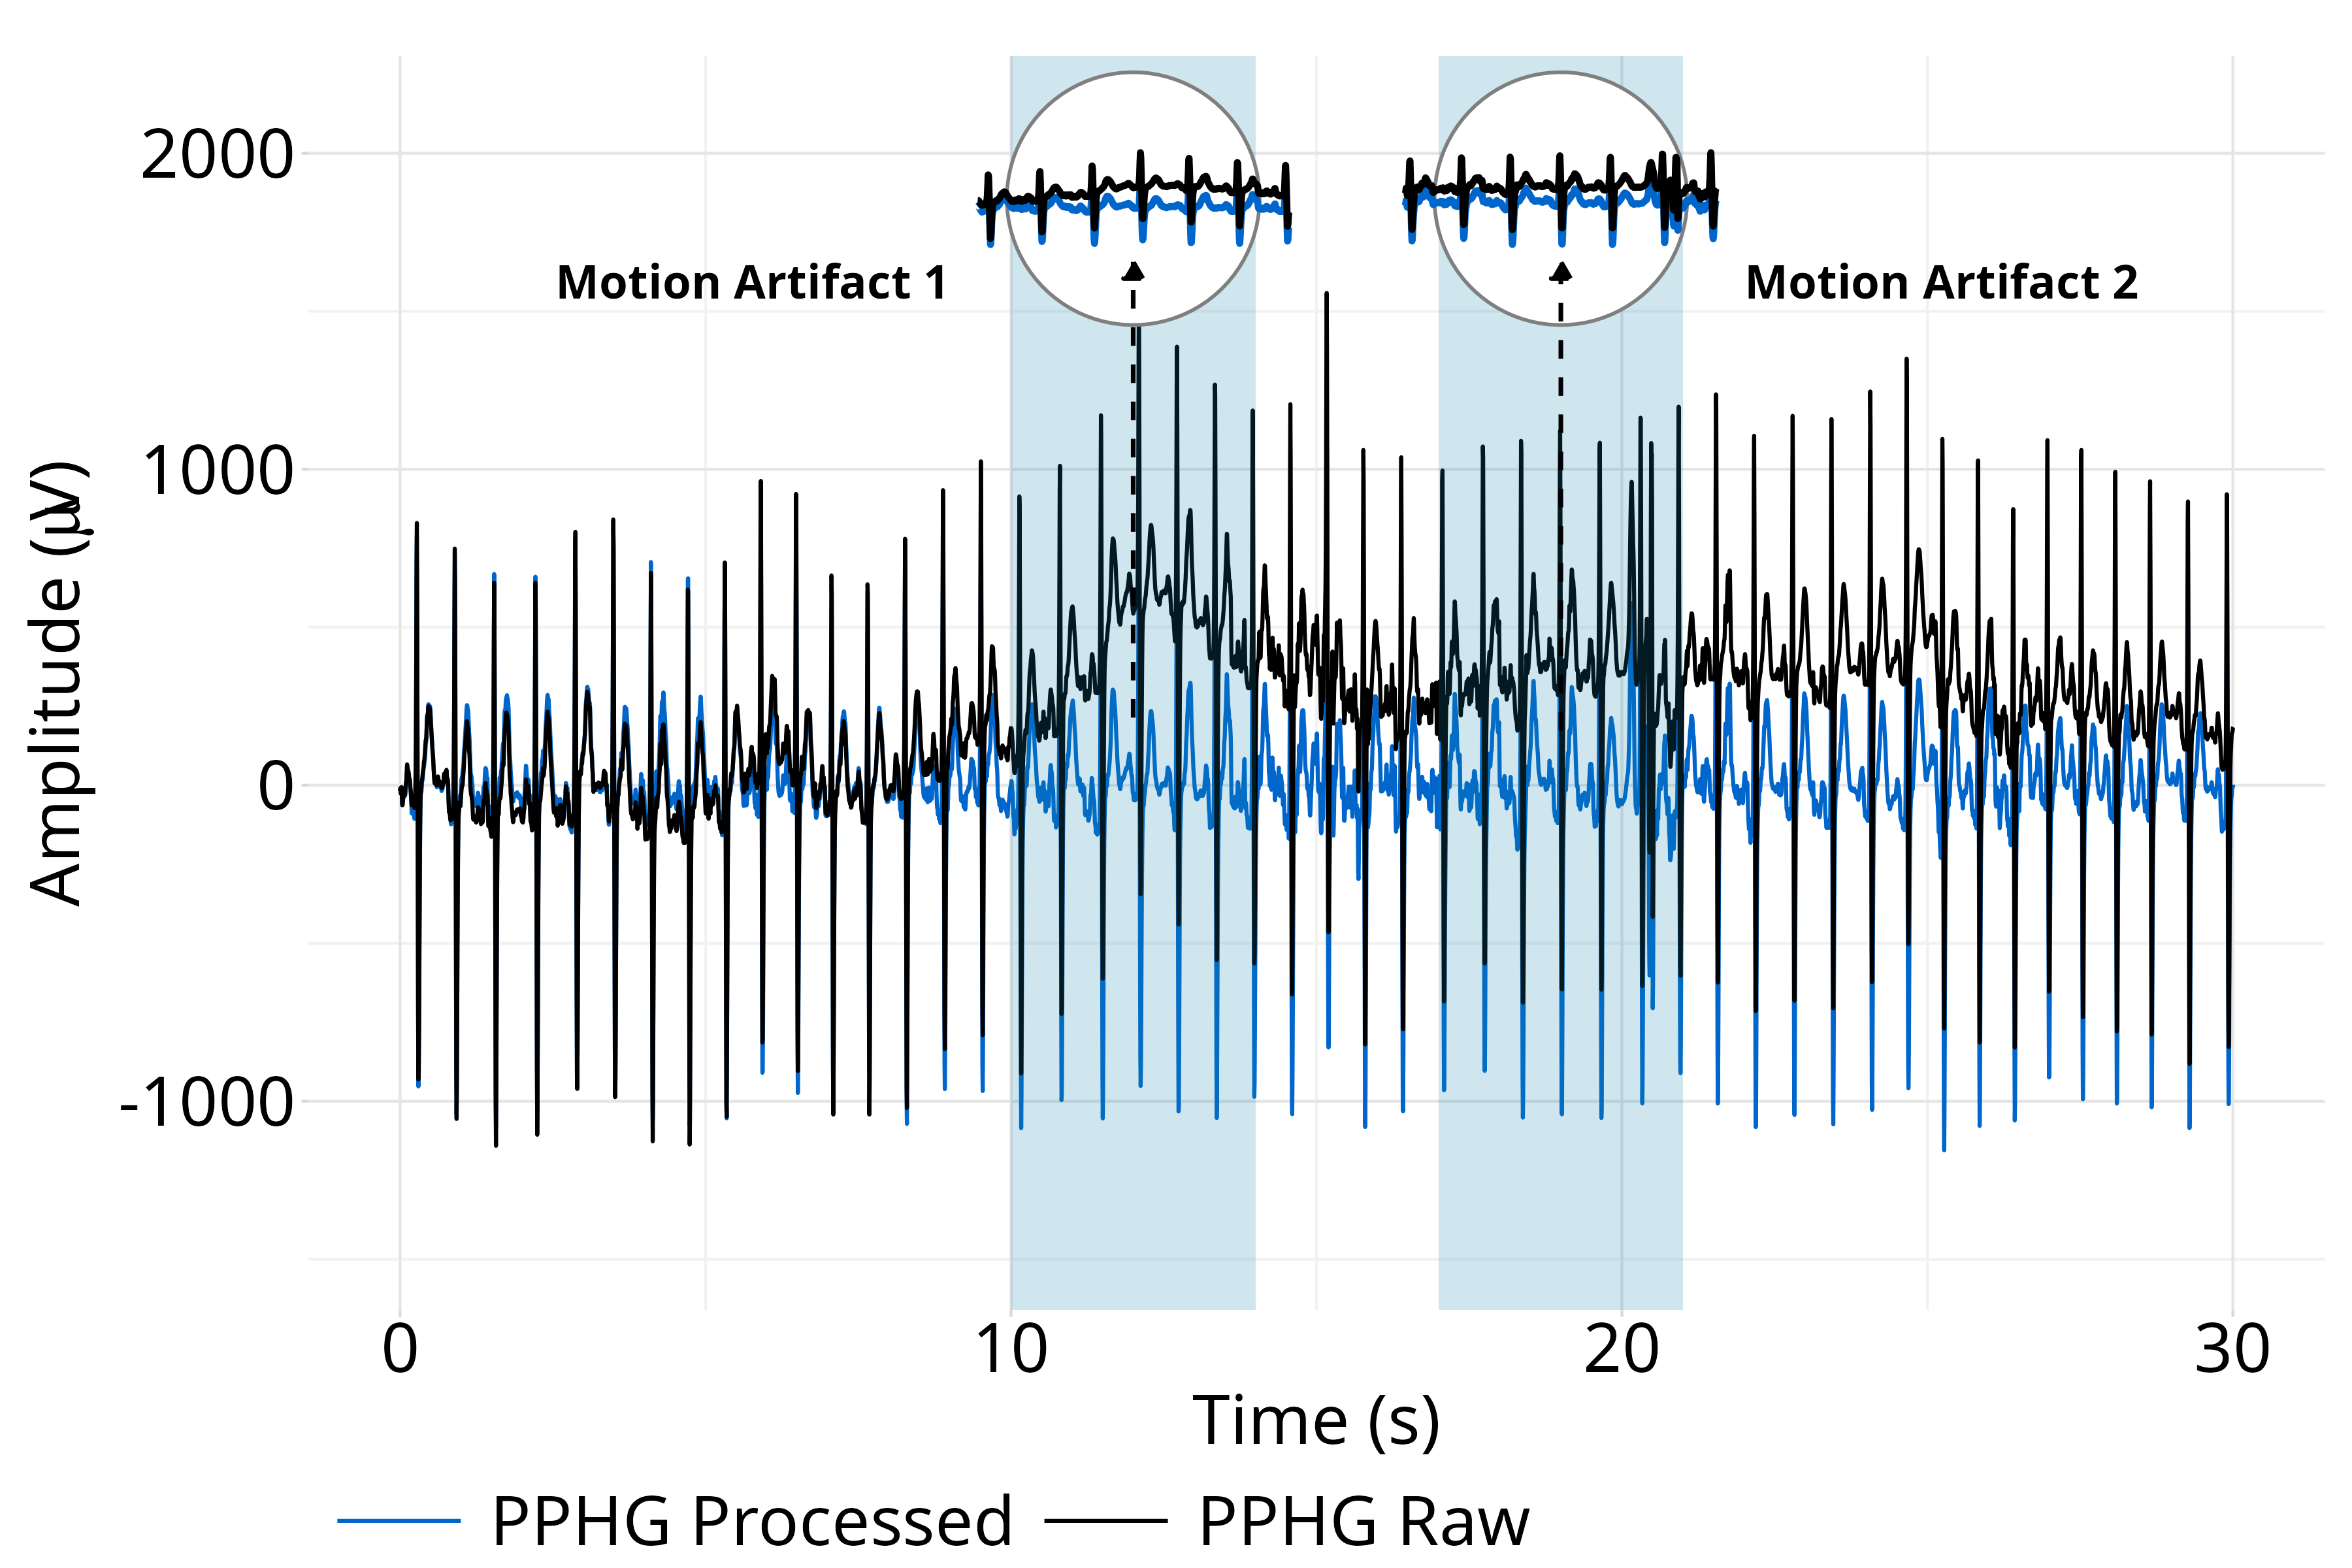 2000
Motion Artifact 1
Motion Artifact 2
1000
0
-1000
Amplitude (µV)
0
10
20
30
Time (s)
PPHG Processed
PPHG Raw